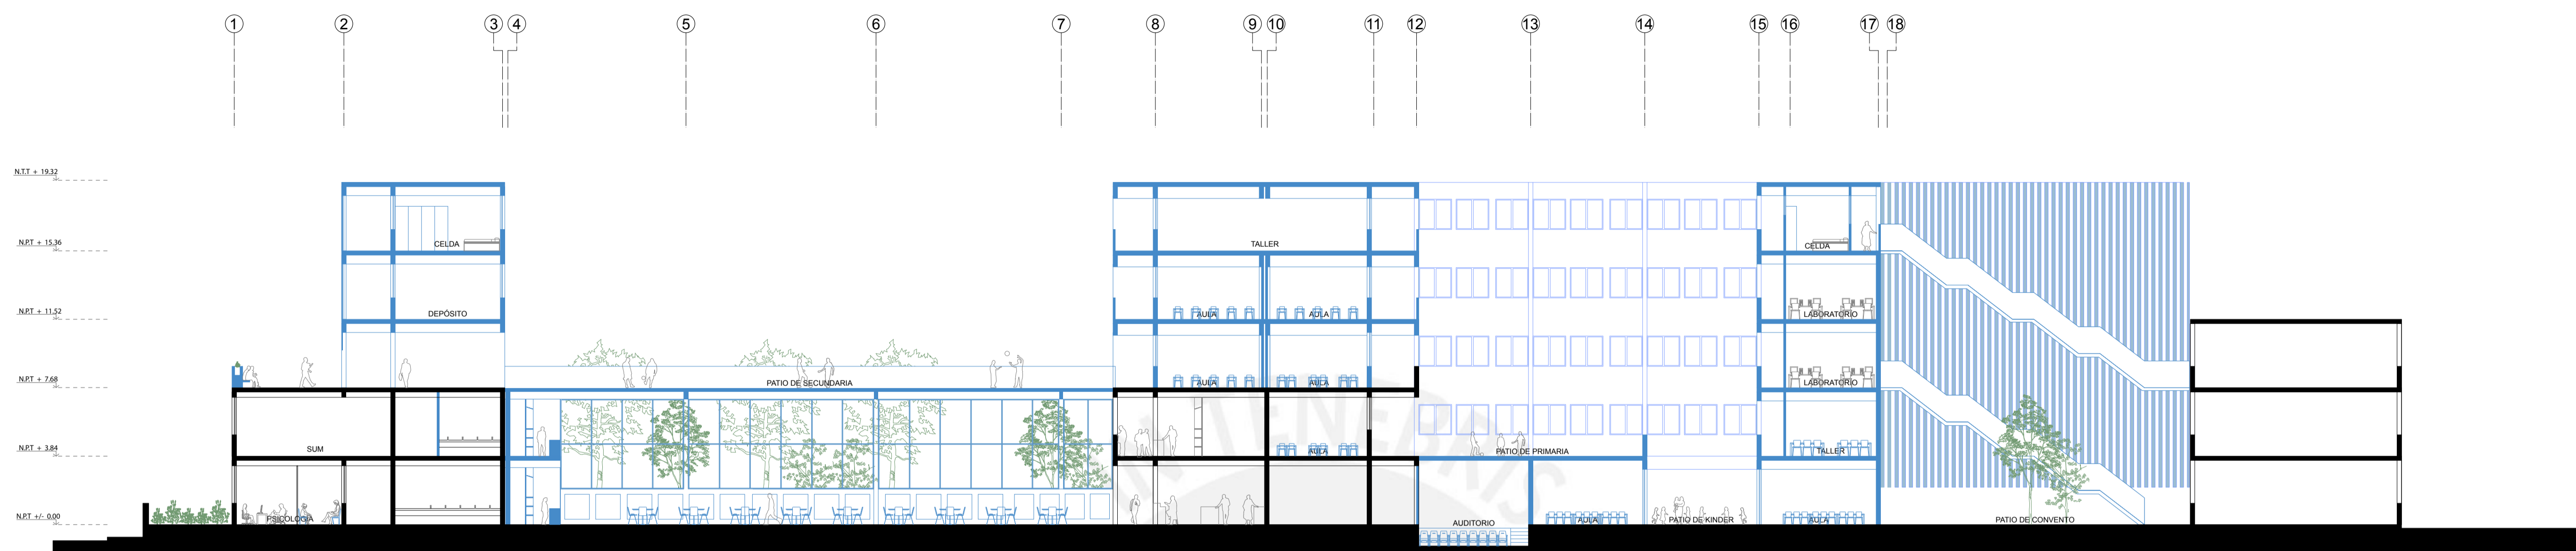 1 2 3 4 5 6 7 8 9 10 11 12 13 14 15 16 17 18
N.T.T + 19.32
N.P.T + 15.36
CELDA
TALLER
CELDA
N.P.T + 11.52
DEPÓSITO
AULA
AULA
LABORATORIO
N.P.T + 7.68
PATIO DE SECUNDARIA
AULA
AULA
LABORATORIO
N.P.T + 3.84
SUM
AULA
PATIO DE PRIMARIA
TALLER
N.P.T +/- 0.00
PSICOLOGÍA
AUDITORIO
AULA
PATIO DE KINDER
AULA
PATIO DE CONVENTO
IN TENEBRIS